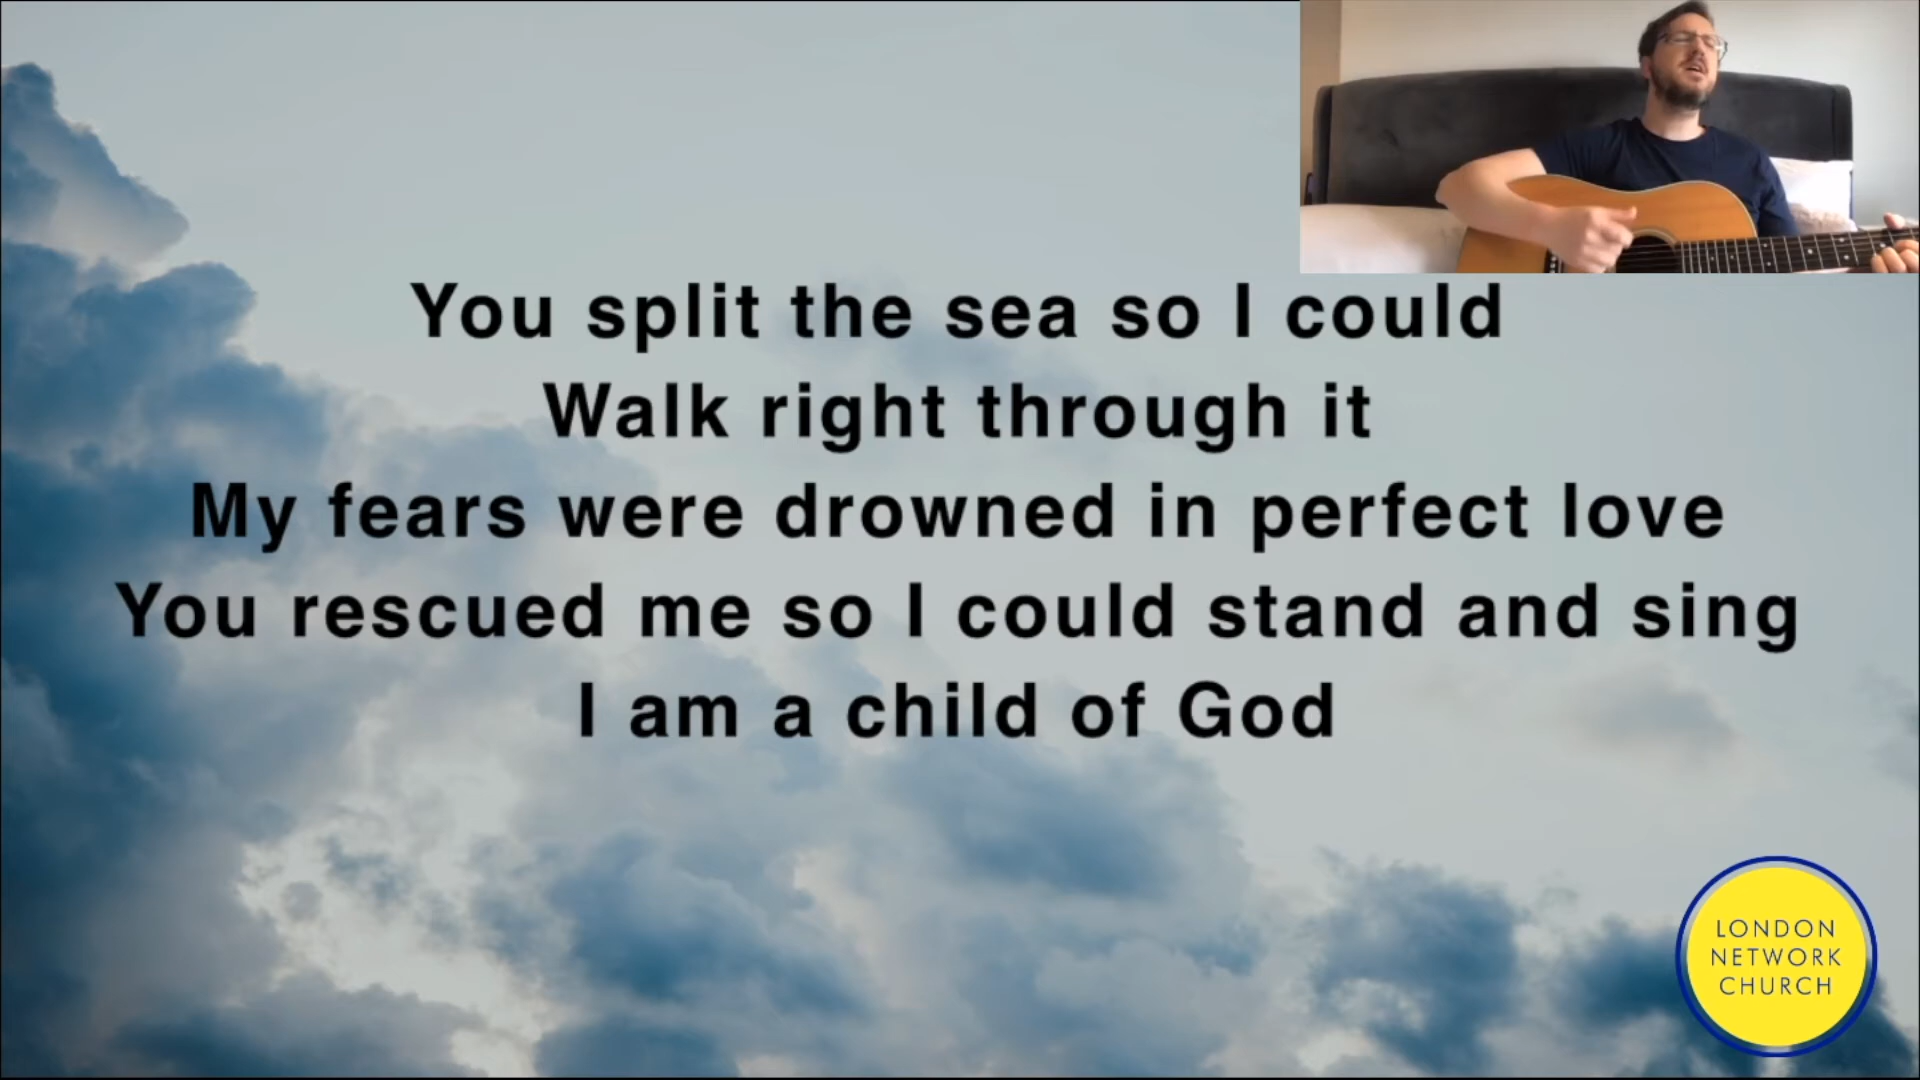 You split the sea so I could
Walk right through it
My fears were drowned in perfect love
You rescued me so I could stand and sing
I am a child of God
LONDON
NETWORK
CHURCH